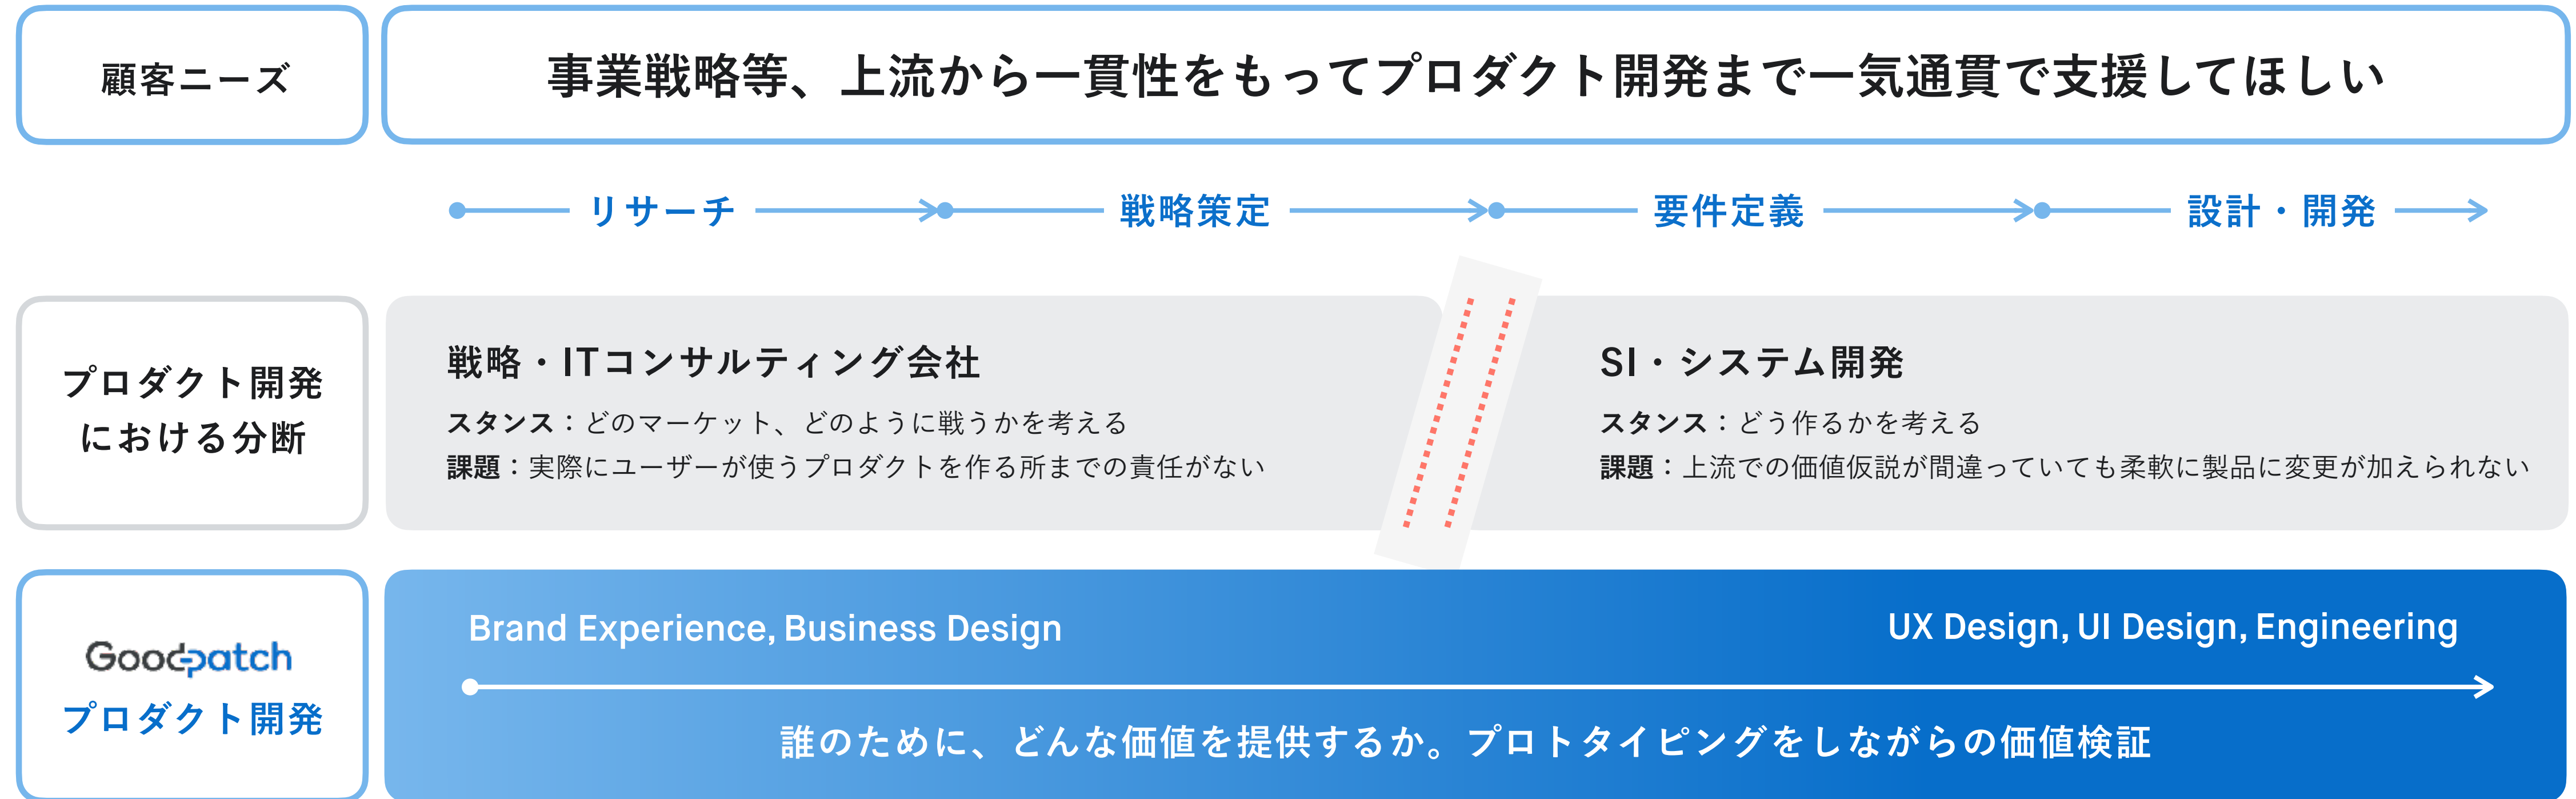 顧客ニーズ
事業戦略等、上流から一貫性をもってプロダクト開発まで一気通貫で支援してほしい
リサーチ
戦略策定
要件定義
設計・開発
プロダクト開発
における分断
戦略・ITコンサルティング会社
スタンス：どのマーケット、どのように戦うかを考える
課題：実際にユーザーが使うプロダクトを作る所までの責任がない
SI・システム開発
スタンス：どう作るかを考える
課題：上流での価値仮説が間違っていても柔軟に製品に変更が加えられない
Goodpatch
プロダクト開発
Brand Experience, Business Design
UX Design, UI Design, Engineering
誰のために、どんな価値を提供するか。プロトタイピングをしながらの価値検証